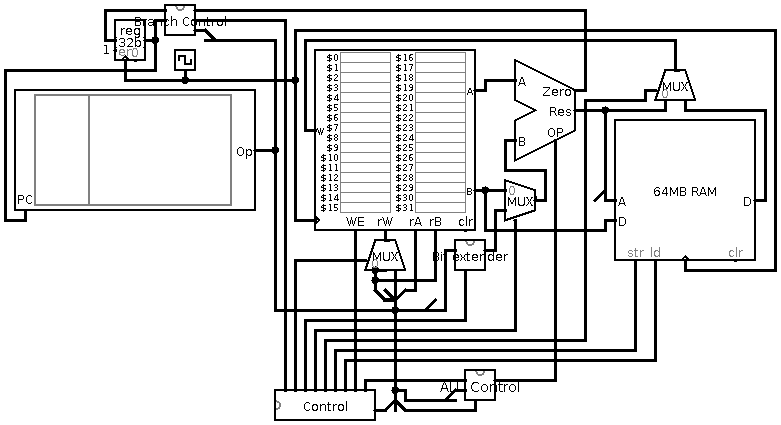 Branch Control
reg
(32b)
1
PC
Op
$0 $16
$1 $17
$2 $18
$3 $19
$4 $20
$5 $21
$6 $22
$7 $23
$8 $24
$9 $25
$10 $26
$11 $27
$12 $28
$13 $29
$14 $30
$15 $31
W
A
B
WE rW rA rB clr
A
B
Zero
Res
OP
MUX
0
MUX
0
MUX
0
64MB RAM
A
D
D
str ld clr
Bit extender
ALU Control
Control